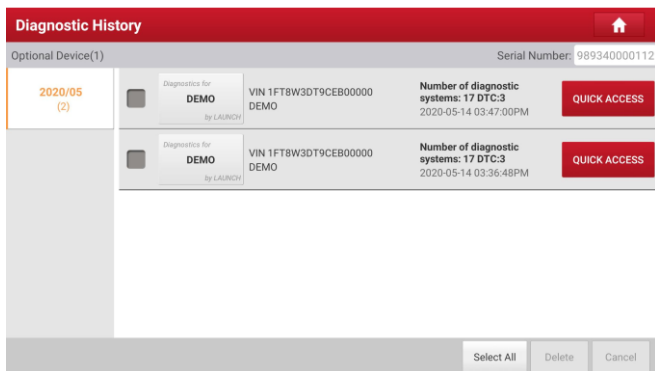 Diagnostic History
Optional Device(1)
Serial Number: 989340000112
2020/05
(2)
Diagnostics for
DEMO
by LAUNCH
VIN 1FT8W3DT9CEB00000
DEMO
Number of diagnostic
systems: 17 DTC:3
2020-05-14 03:47:00PM
QUICK ACCESS
Diagnostics for
DEMO
by LAUNCH
VIN 1FT8W3DT9CEB00000
DEMO
Number of diagnostic
systems: 17 DTC:3
2020-05-14 03:36:48PM
QUICK ACCESS
Select All
Delete
Cancel